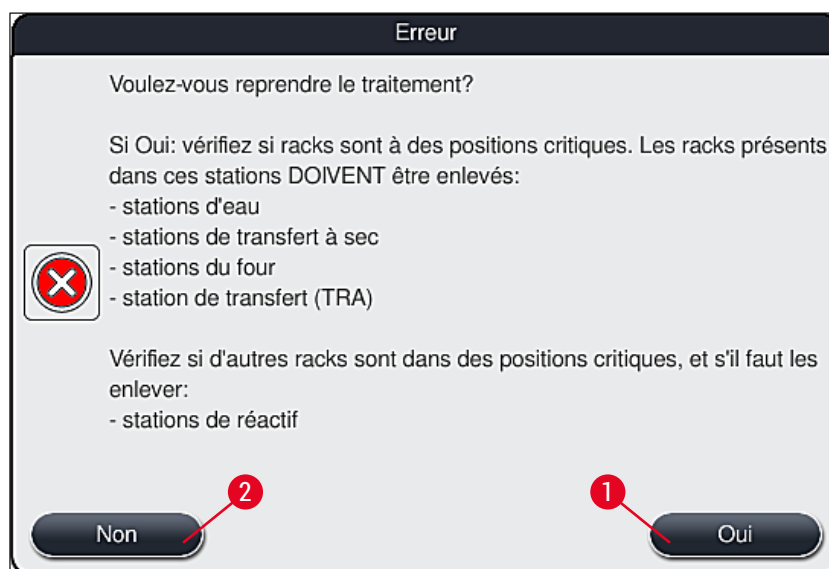 Erreur
Voulez-vous reprendre le traitement?
Si Oui: vérifiez si racks sont à des positions critiques. Les racks présents
dans ces stations DOIVENT être enlevés:
- stations d'eau
- stations de transfert à sec
- stations du four
- station de transfert (TRA)
Vérifiez si d'autres racks sont dans des positions critiques, et s'il faut les
enlever:
- stations de réactif
2
1
Non
Oui